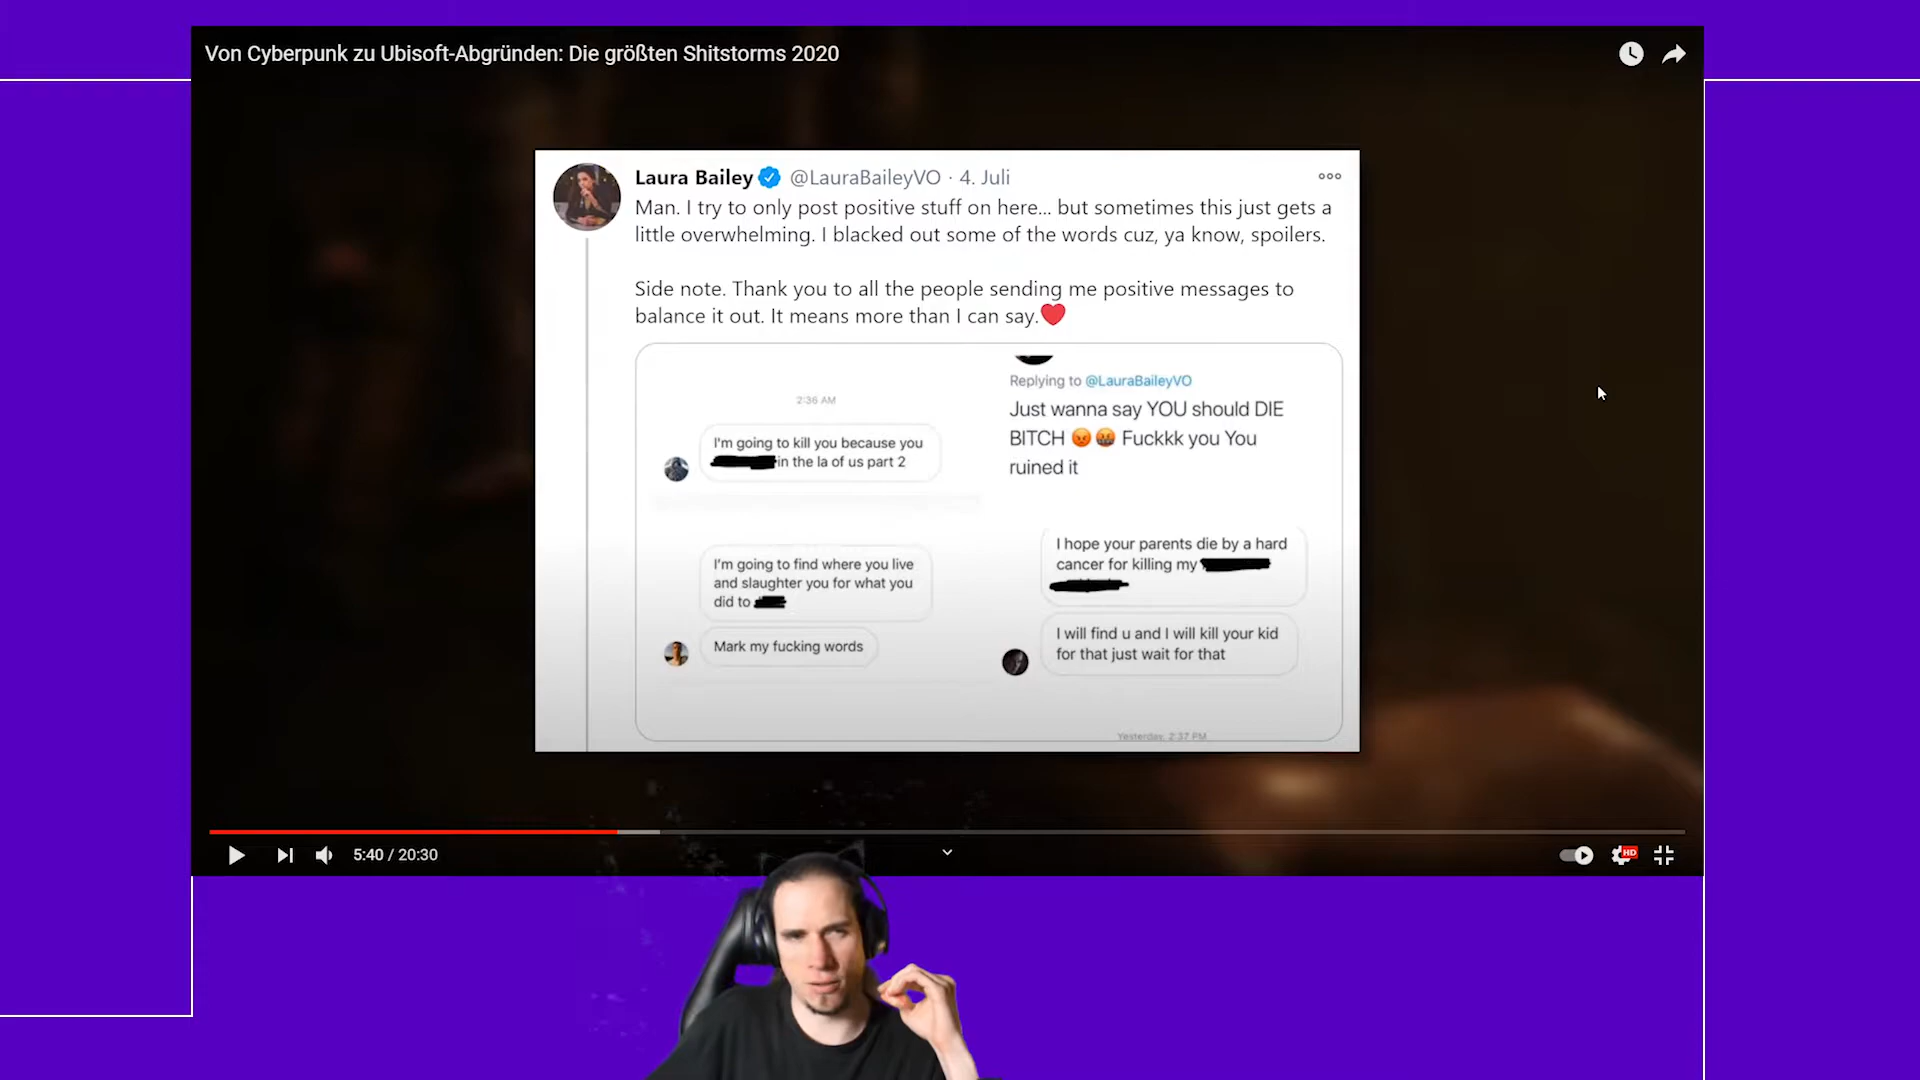 Von Cyberpunk zu Ubisoft-Abgründen: Die größten Shitstorms 2020
Laura Bailey @LauraBaileyVO · 4. Juli
Man. I try to only post positive stuff on here... but sometimes this just gets a
little overwhelming. I blacked out some of the words cuz, ya know, spoilers.
Side note. Thank you to all the people sending me positive messages to
balance it out. It means more than I can say.❤️
2:36 AM
I'm going to kill you because you
in the la of us part 2
I'm going to find where you live
and slaughter you for what you
did to
Mark my fucking words
Replying to @LauraBaileyVO
Just wanna say YOU should DIE
BITCH 😡 🤬 Fuckkk you You
ruined it
I hope your parents die by a hard
cancer for killing my
I will find u and I will kill your kid
for that just wait for that
Yesterday, 2:37 PM
5:40 / 20:30
HD